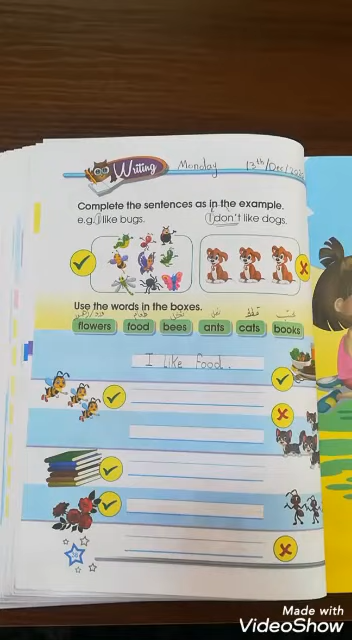 Writing Monday 13th/Dec/
Complete the sentences as in the example.
e.g. I like bugs. I don't like dogs.
Use the words in the boxes.
flowers food bees ants cats books
I like food.
Made with
VideoShow